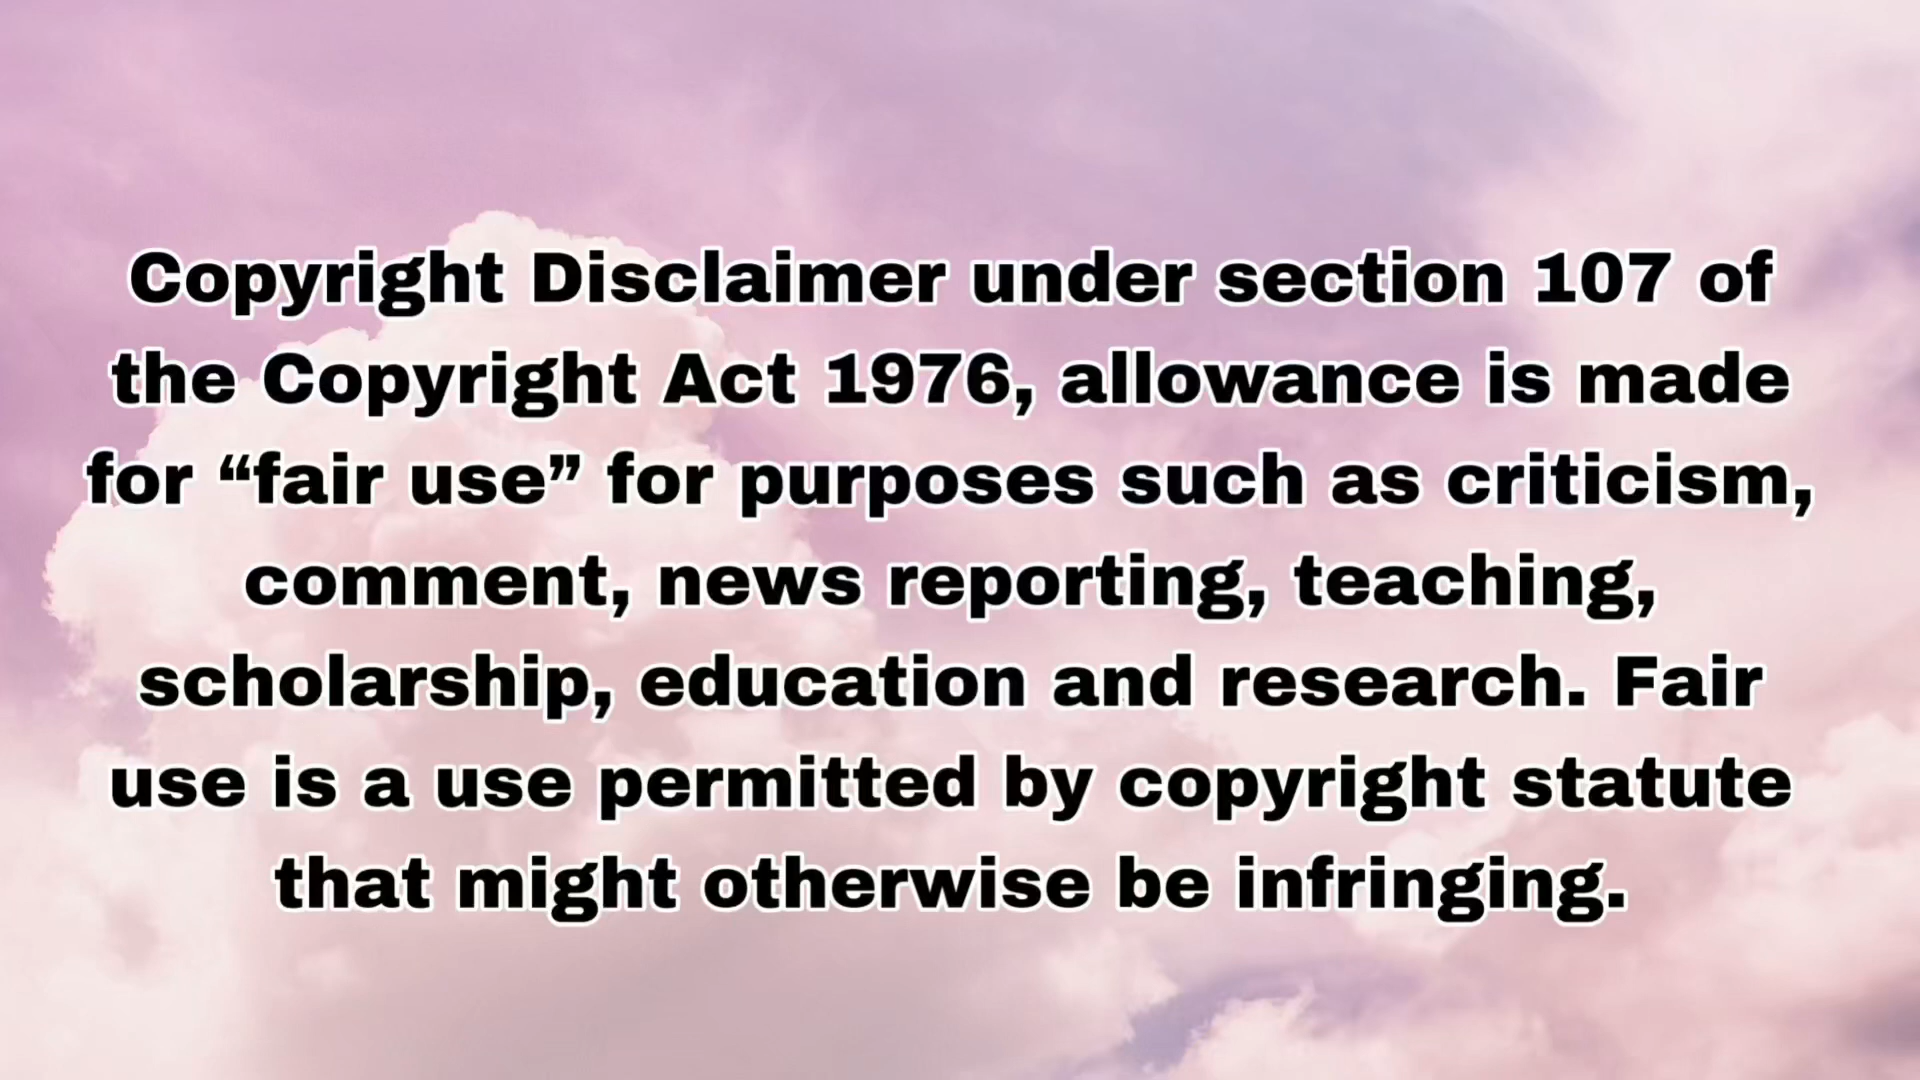 Copyright Disclaimer under section 107 of
the Copyright Act 1976, allowance is made
for “fair use” for purposes such as criticism,
comment, news reporting, teaching,
scholarship, education and research. Fair
use is a use permitted by copyright statute
that might otherwise be infringing.